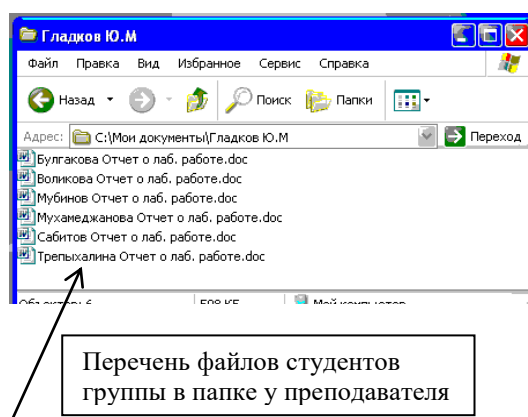 Гладков Ю.М
Файл Правка Вид Избранное Сервис Справка
Назад Поиск Папки
Адрес: C:\Мои документы\Гладков Ю.М Переход
Булгакова Отчет о лаб. работе.doc
Воликова Отчет о лаб. работе.doc
Мубинов Отчет о лаб. работе.doc
Мухамеджанова Отчет о лаб. работе.doc
Сабитов Отчет о лаб. работе.doc
Трепыхалина Отчет о лаб. работе.doc
Перечень файлов студентов
группы в папке у преподавателя